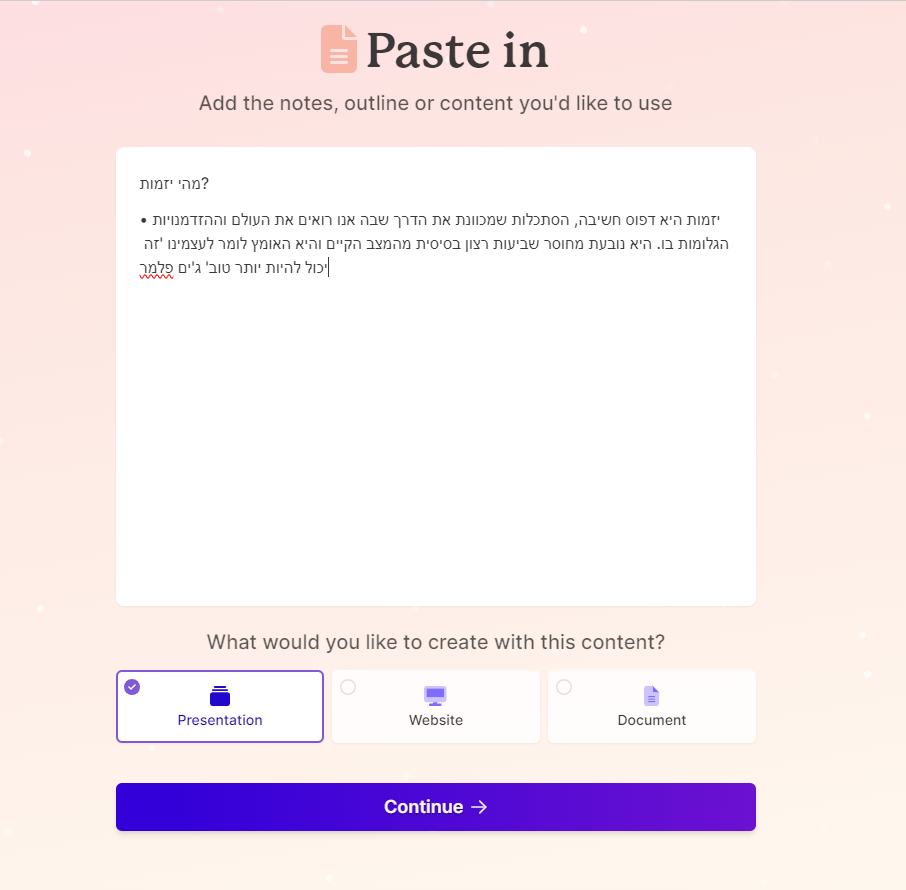 Paste in
Add the notes, outline or content you'd like to use
מהי יזמות?
• יזמות היא דפוס חשיבה, הסתכלות שמכוונת את הדרך שבה אנו רואים את העולם וההזדמנויות
הגלומות בו. היא נובעת מחוסר שביעות רצון בסיסית מהמצב הקיים והיא האומץ לומר לעצמינו 'זה
יכול להיות יותר טוב' ג'ים פלמר
What would you like to create with this content?
Presentation
Website
Document
Continue →